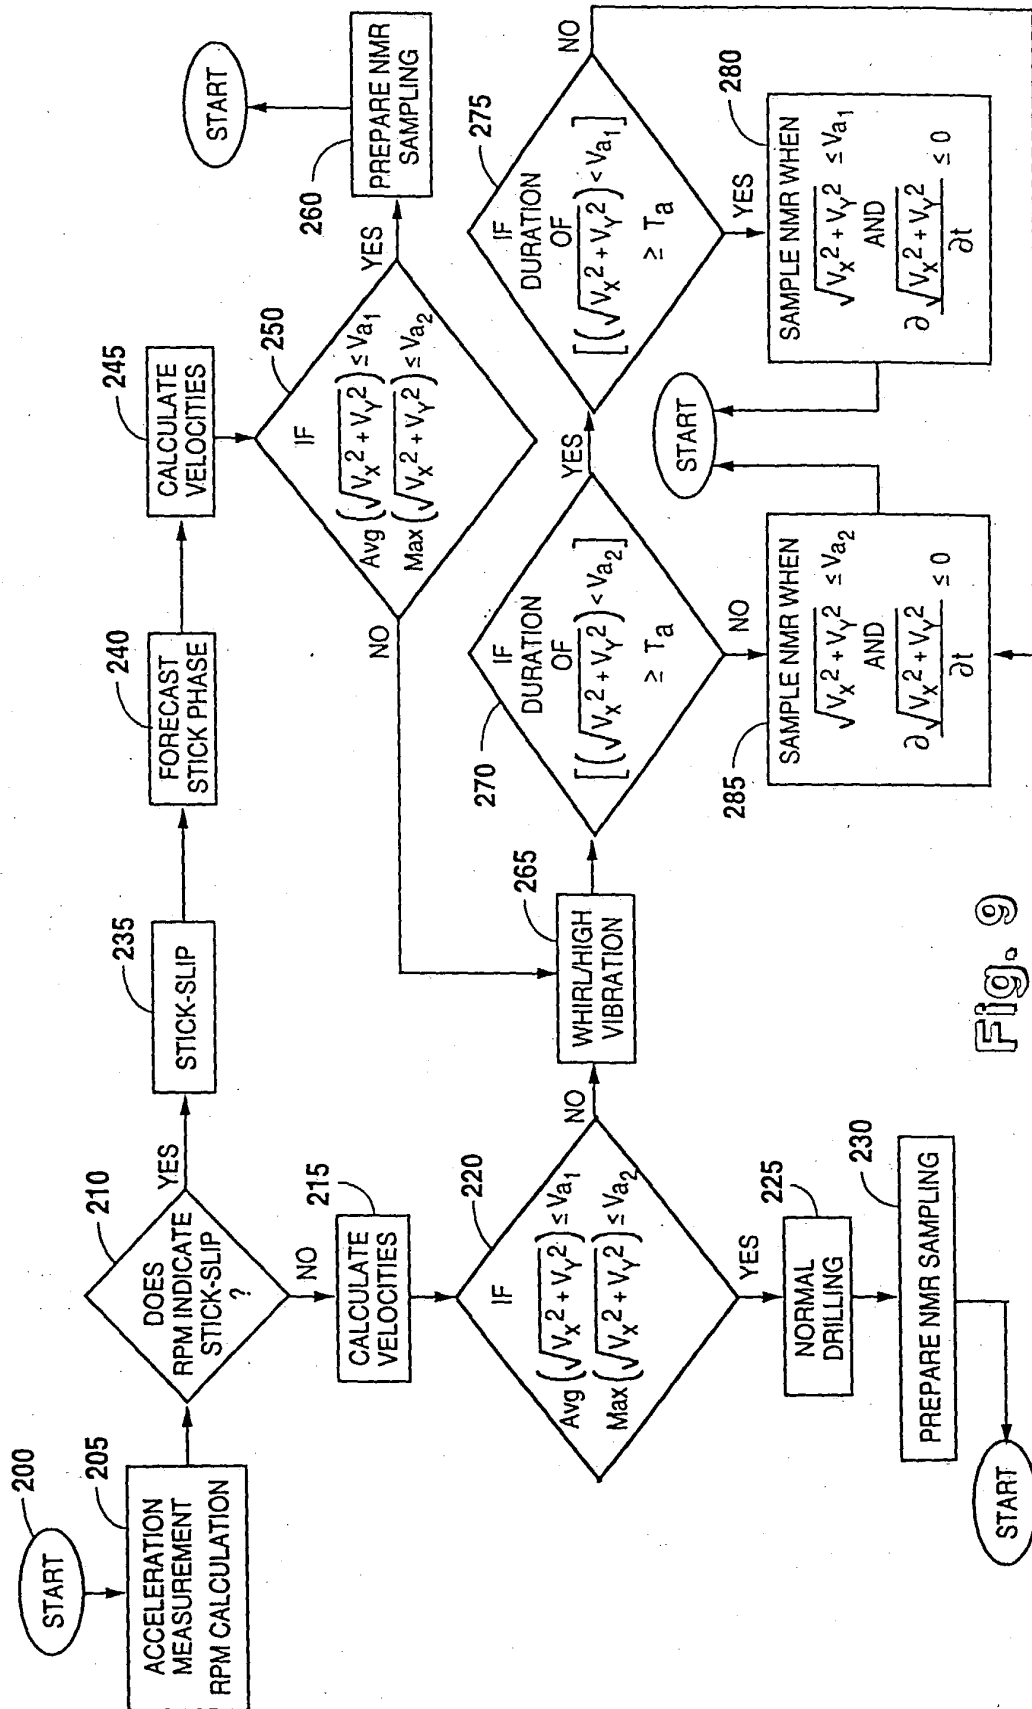 START
200
ACCELERATION
MEASUREMENT
RPM CALCULATION
205
DOES
RPM INDICATE
STICK-SLIP
?
210
YES
STICK-SLIP
235
FORECAST
STICK PHASE
240
CALCULATE
VELOCITIES
245
NO
CALCULATE
VELOCITIES
215
IF
Avg (√Vx² + Vy²) ≤ Va₁
Max (√Vx² + Vy²) ≤ Va₂
220
YES
NORMAL
DRILLING
225
PREPARE NMR SAMPLING
230
START
NO
WHIRL/HIGH
VIBRATION
265
IF
Avg (√Vx² + Vy²) ≤ Va₁
Max (√Vx² + Vy²) ≤ Va₂
250
NO
YES
PREPARE NMR
SAMPLING
260
START
IF
DURATION
OF
[(√Vx² + Vy²) < Va₂]
≥ Ta
270
YES
NO
IF
DURATION
OF
[(√Vx² + Vy²) < Va₁]
≥ Ta
275
NO
YES
SAMPLE NMR WHEN
√Vx² + Vy² ≤ Va₂
AND
∂√Vx² + Vy² / ∂t ≤ 0
285
START
SAMPLE NMR WHEN
√Vx² + Vy² ≤ Va₁
AND
∂√Vx² + Vy² / ∂t ≤ 0
280
Fig. 9